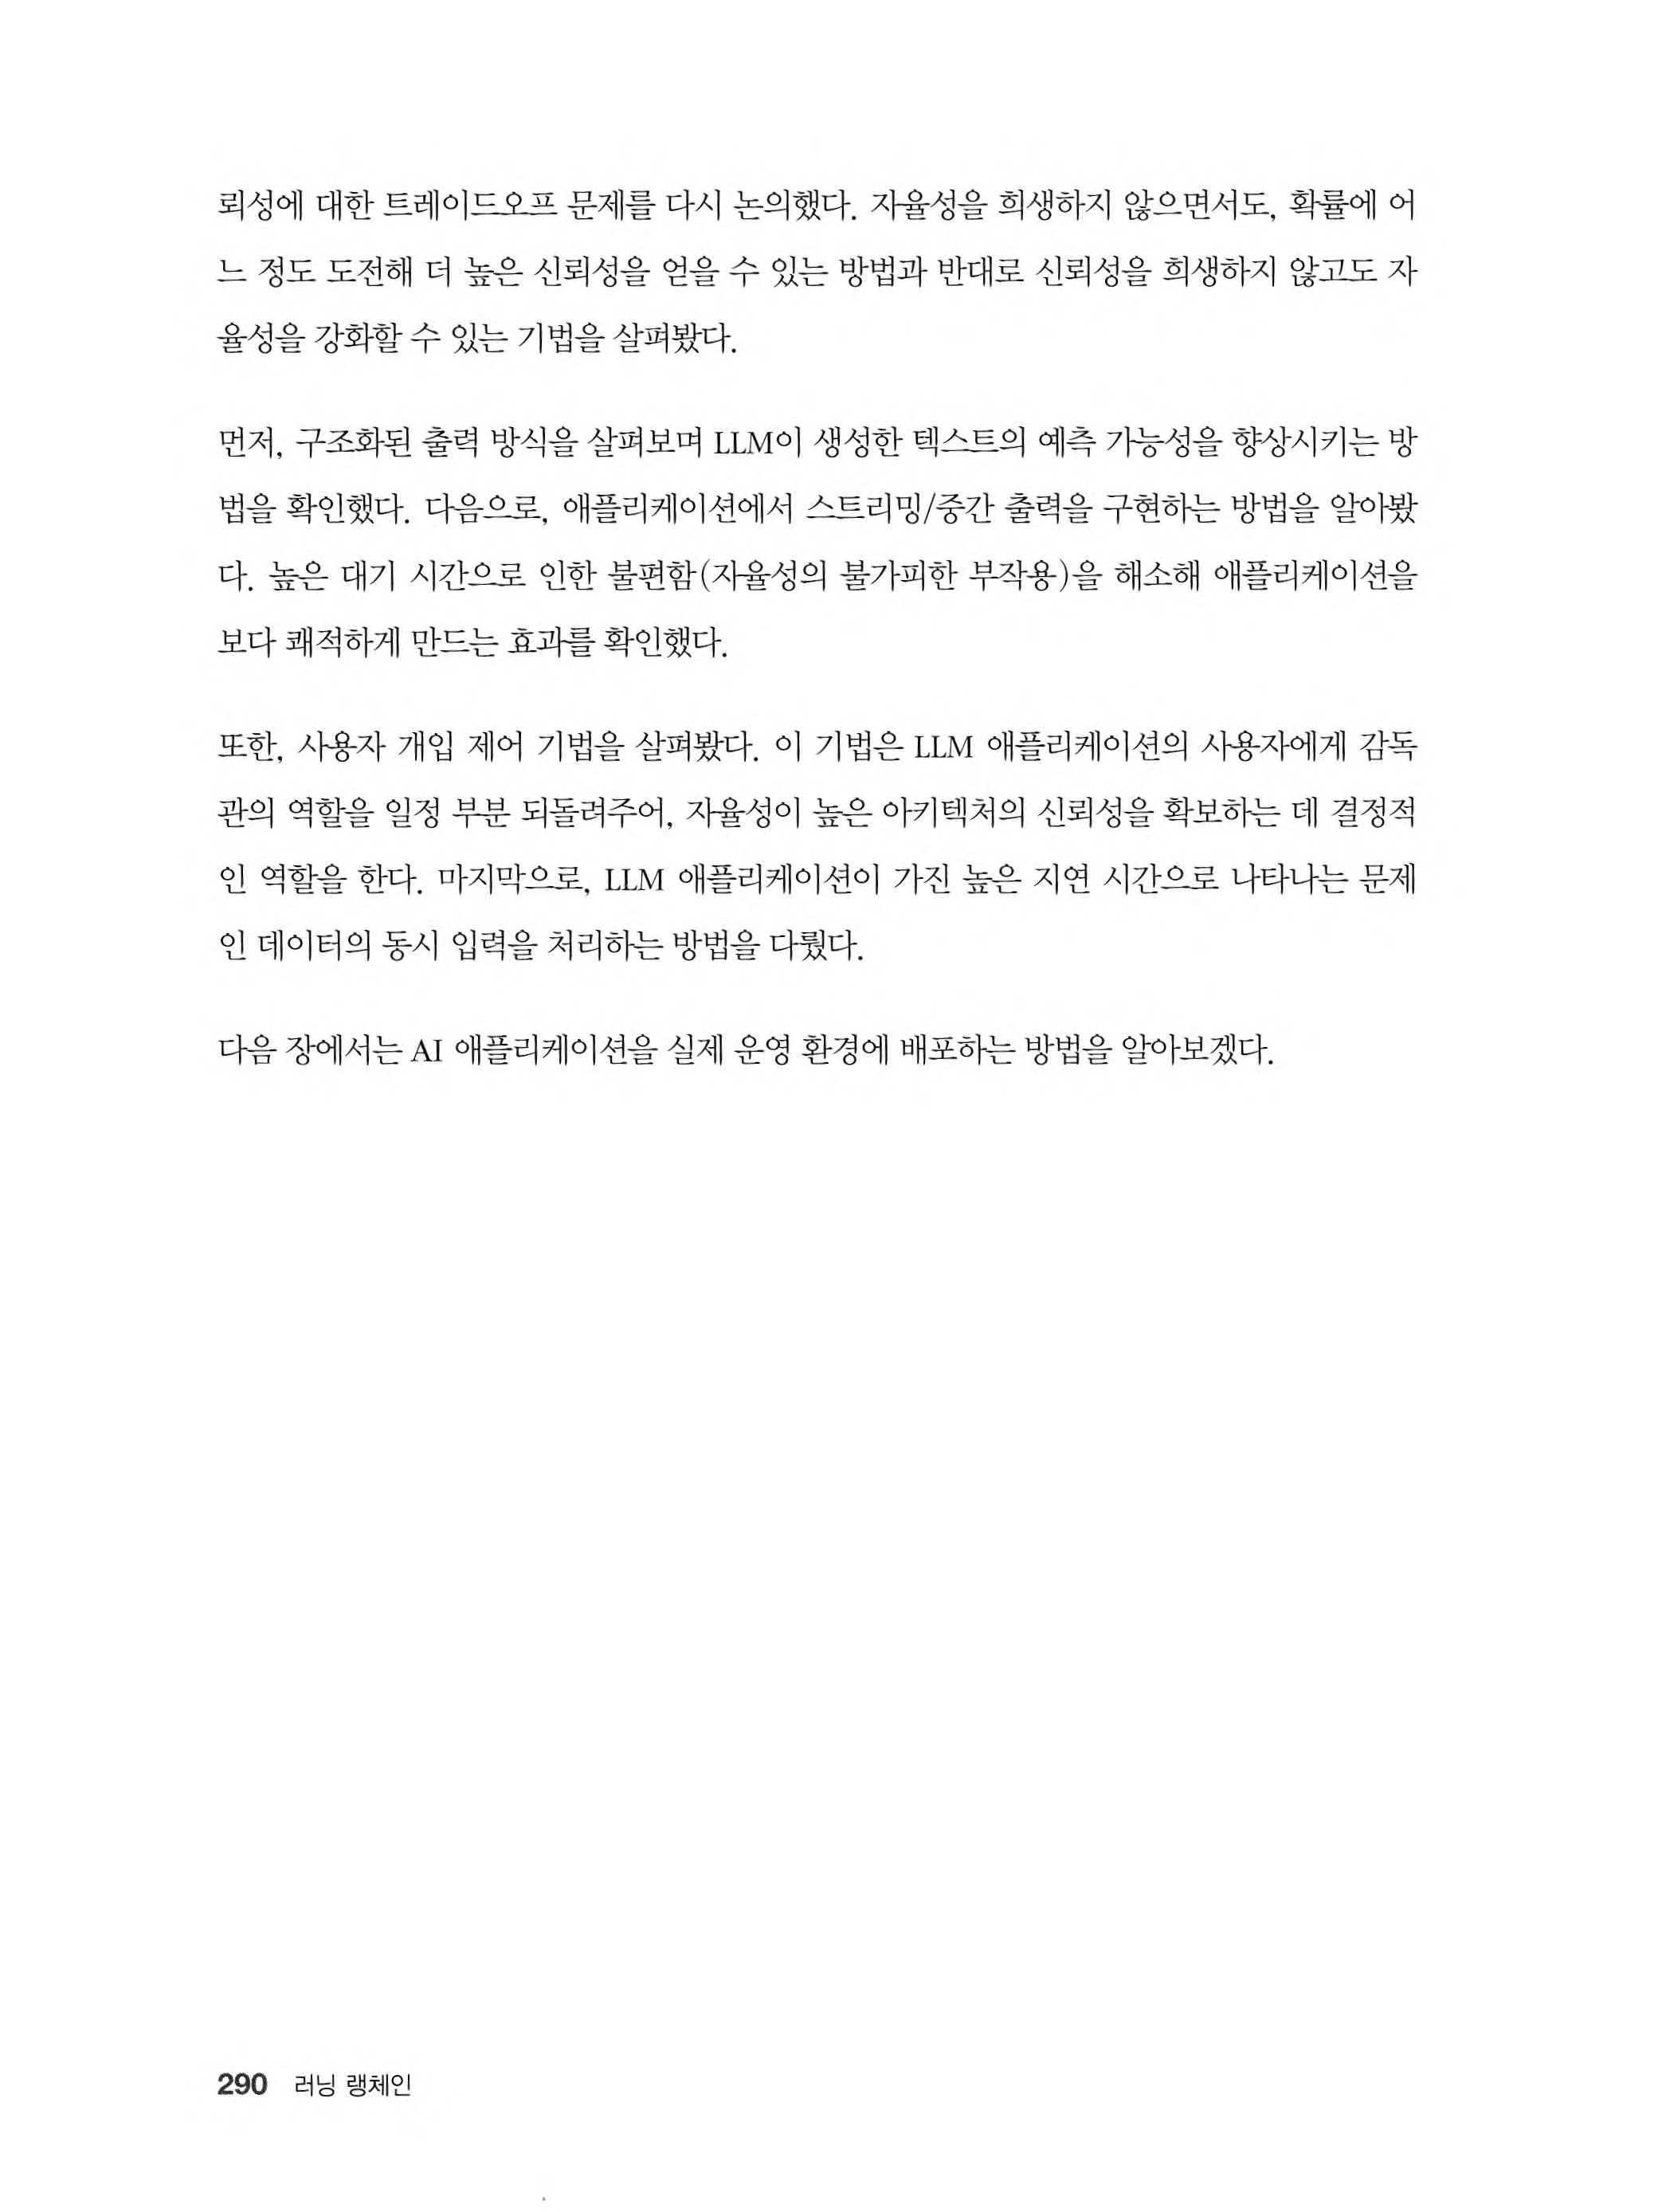 뢰성에 대한 트레이드오프 문제를 다시 논의했다. 자율성을 희생하지 않으면서도, 확률에 어
느 정도 도전해 더 높은 신뢰성을 얻을 수 있는 방법과 반대로 신뢰성을 희생하지 않고도 자
율성을 강화할 수 있는 기법을 살펴봤다.
먼저, 구조화된 출력 방식을 살펴보며 LLM이 생성한 텍스트의 예측 가능성을 향상시키는 방
법을 확인했다. 다음으로, 애플리케이션에서 스트리밍/중간 출력을 구현하는 방법을 알아봤
다. 높은 대기 시간으로 인한 불편함(자율성의 불가피한 부작용)을 해소해 애플리케이션을
보다 쾌적하게 만드는 효과를 확인했다.
또한, 사용자 개입 제어 기법을 살펴봤다. 이 기법은 LLM 애플리케이션의 사용자에게 감독
관의 역할을 일정 부분 되돌려주어, 자율성이 높은 아키텍처의 신뢰성을 확보하는 데 결정적
인 역할을 한다. 마지막으로, LLM 애플리케이션이 가진 높은 지연 시간으로 나타나는 문제
인 데이터의 동시 입력을 처리하는 방법을 다뤘다.
다음 장에서는 AI 애플리케이션을 실제 운영 환경에 배포하는 방법을 알아보겠다.
290 러닝 랭체인